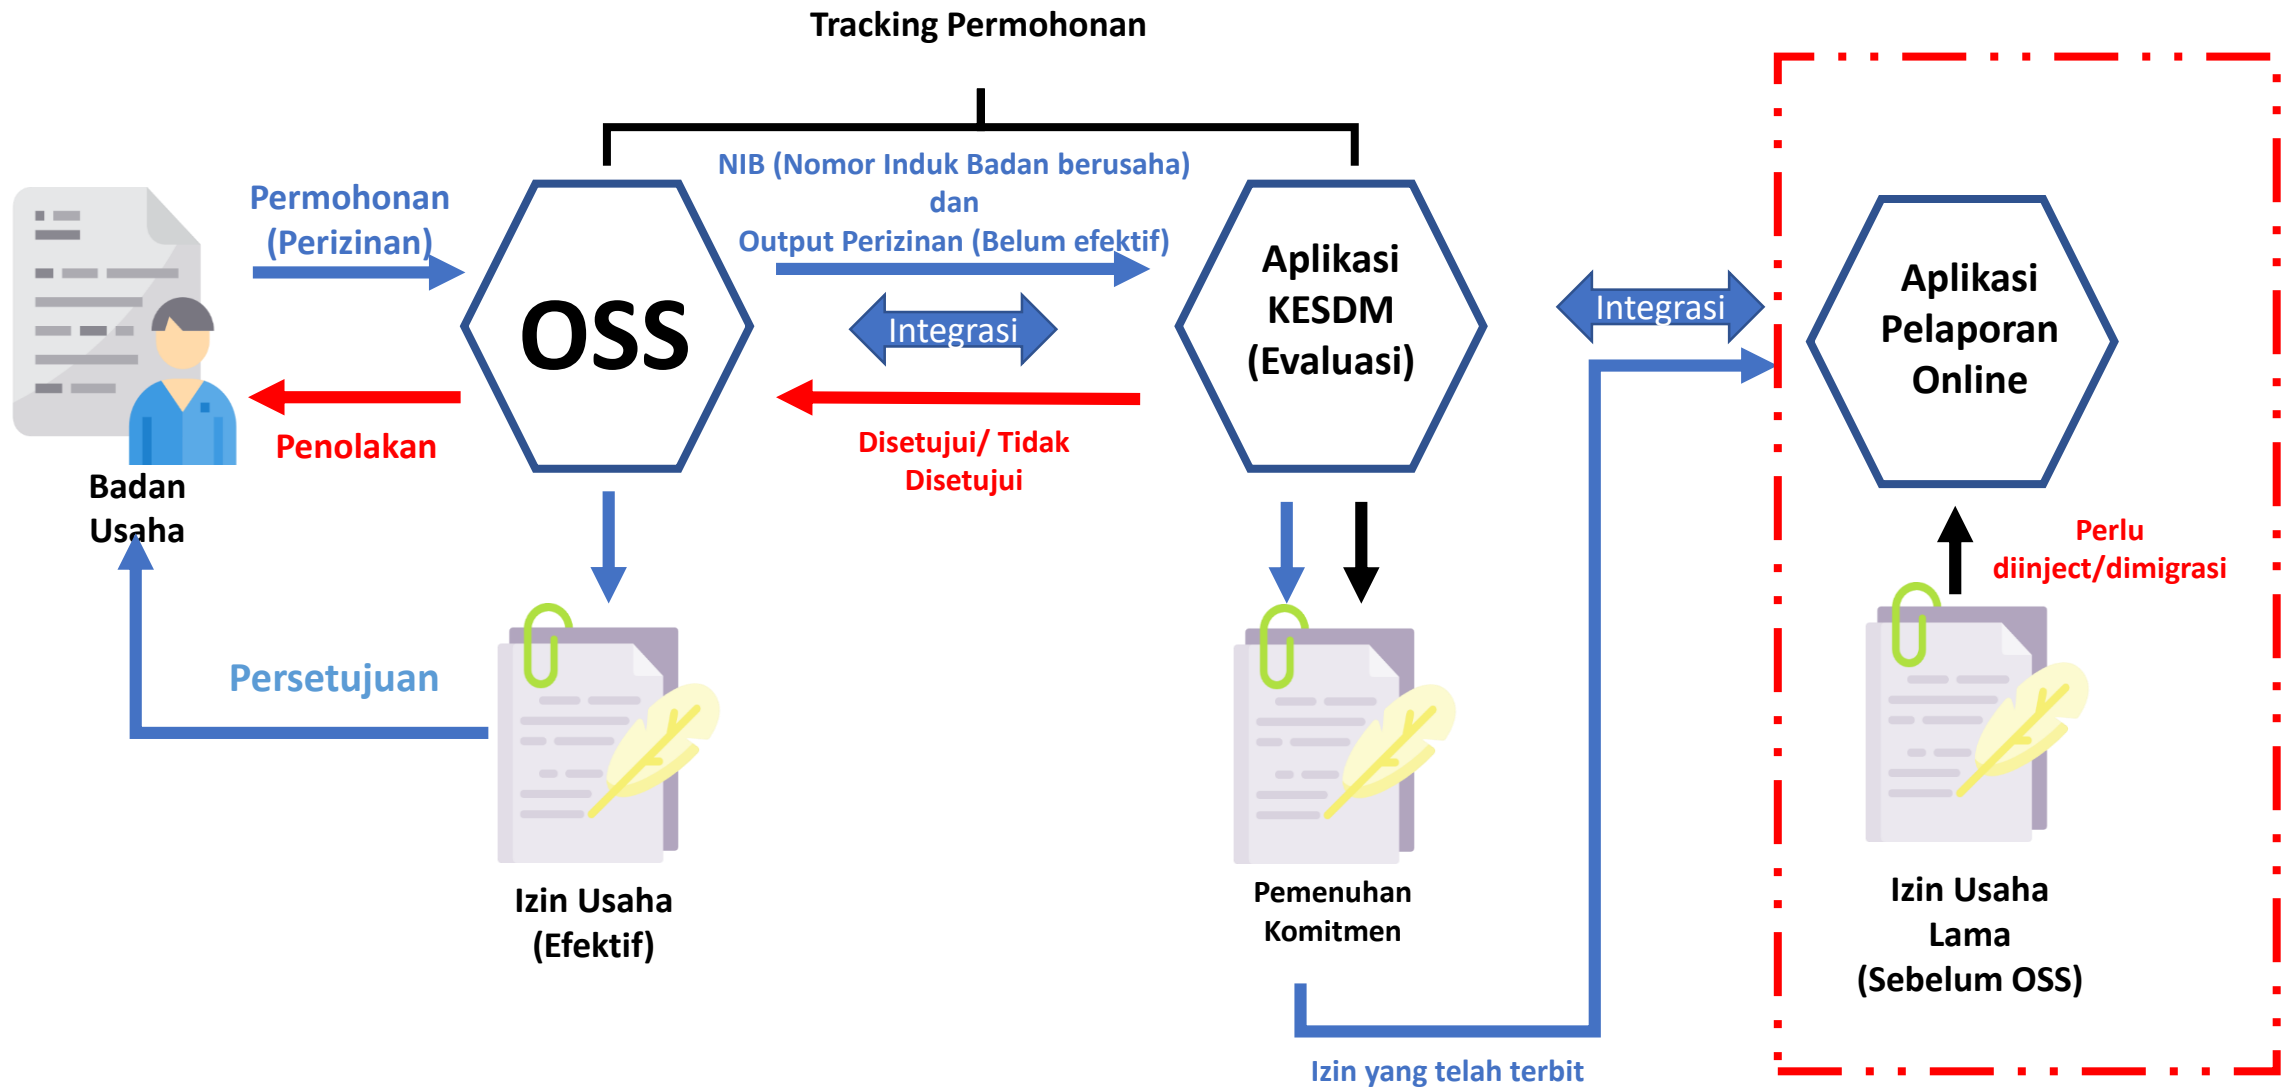 Tracking Permohonan
Permohonan
(Perizinan)
NIB (Nomor Induk Badan berusaha)
dan
Output Perizinan (Belum efektif)
OSS
Integrasi
Aplikasi
KESDM
(Evaluasi)
Integrasi
Aplikasi
Pelaporan
Online
Penolakan
Disetujui/ Tidak
Disetujui
Badan
Usaha
Perlu
diinject/dimigrasi
Persetujuan
Izin Usaha
(Efektif)
Pemenuhan
Komitmen
Izin Usaha
Lama
(Sebelum OSS)
Izin yang telah terbit